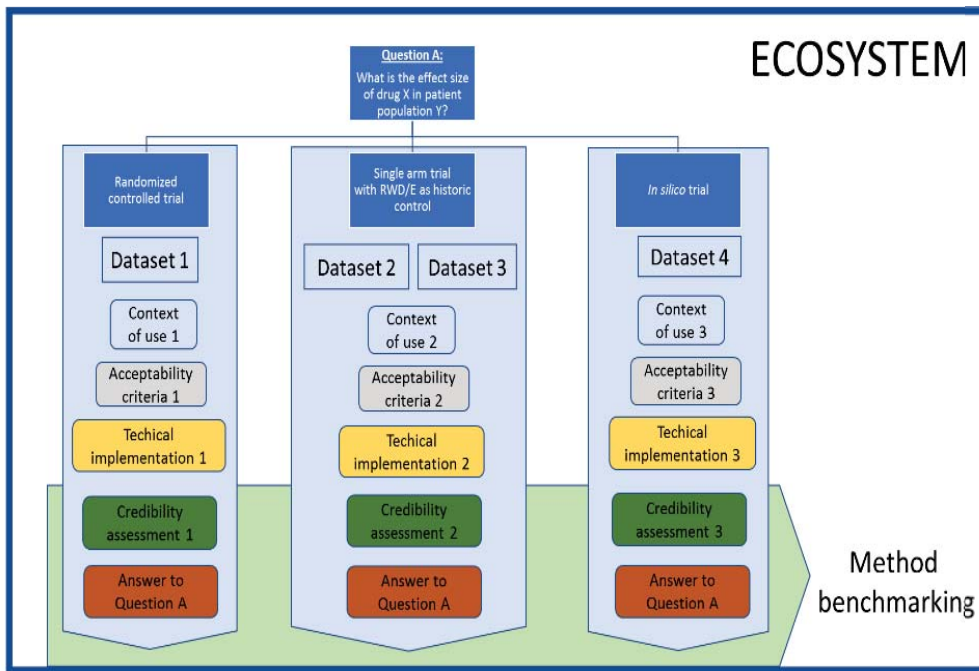 ECOSYSTEM
Question A:
What is the effect size
of drug X in patient
population Y?
Randomized
controlled trial
Dataset 1
Context
of use 1
Acceptability
criteria 1
Techical
implementation 1
Credibility
assessment 1
Answer to
Question A
Single arm trial
with RWD/E as historic
control
Dataset 2
Dataset 3
Context
of use 2
Acceptability
criteria 2
Techical
implementation 2
Credibility
assessment 2
Answer to
Question A
In silico trial
Dataset 4
Context
of use 3
Acceptability
criteria 3
Techical
implementation 3
Credibility
assessment 3
Answer to
Question A
Method
benchmarking